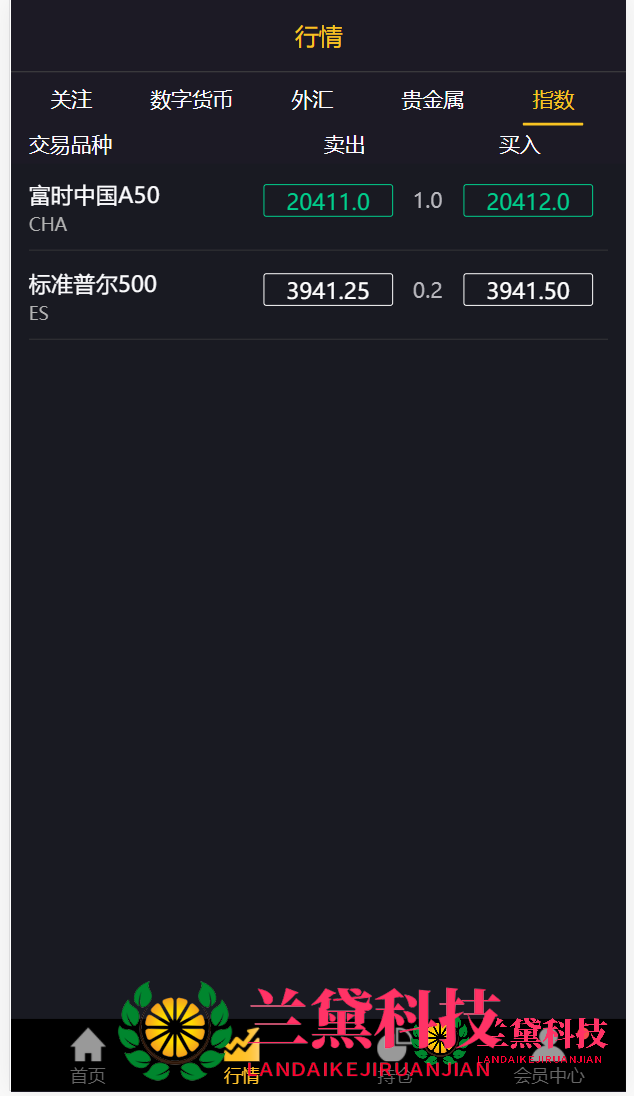 行情
关注 数字货币 外汇 贵金属 指数
交易品种 卖出 买入
富时中国A50 20411.0 1.0 20412.0
CHA
标准普尔500 3941.25 0.2 3941.50
ES
兰黛科技
LANDAIKEJIRUANJIAN
兰黛科技
LANDAIKEJIRUANJIAN
首页 行情 持仓 会员中心